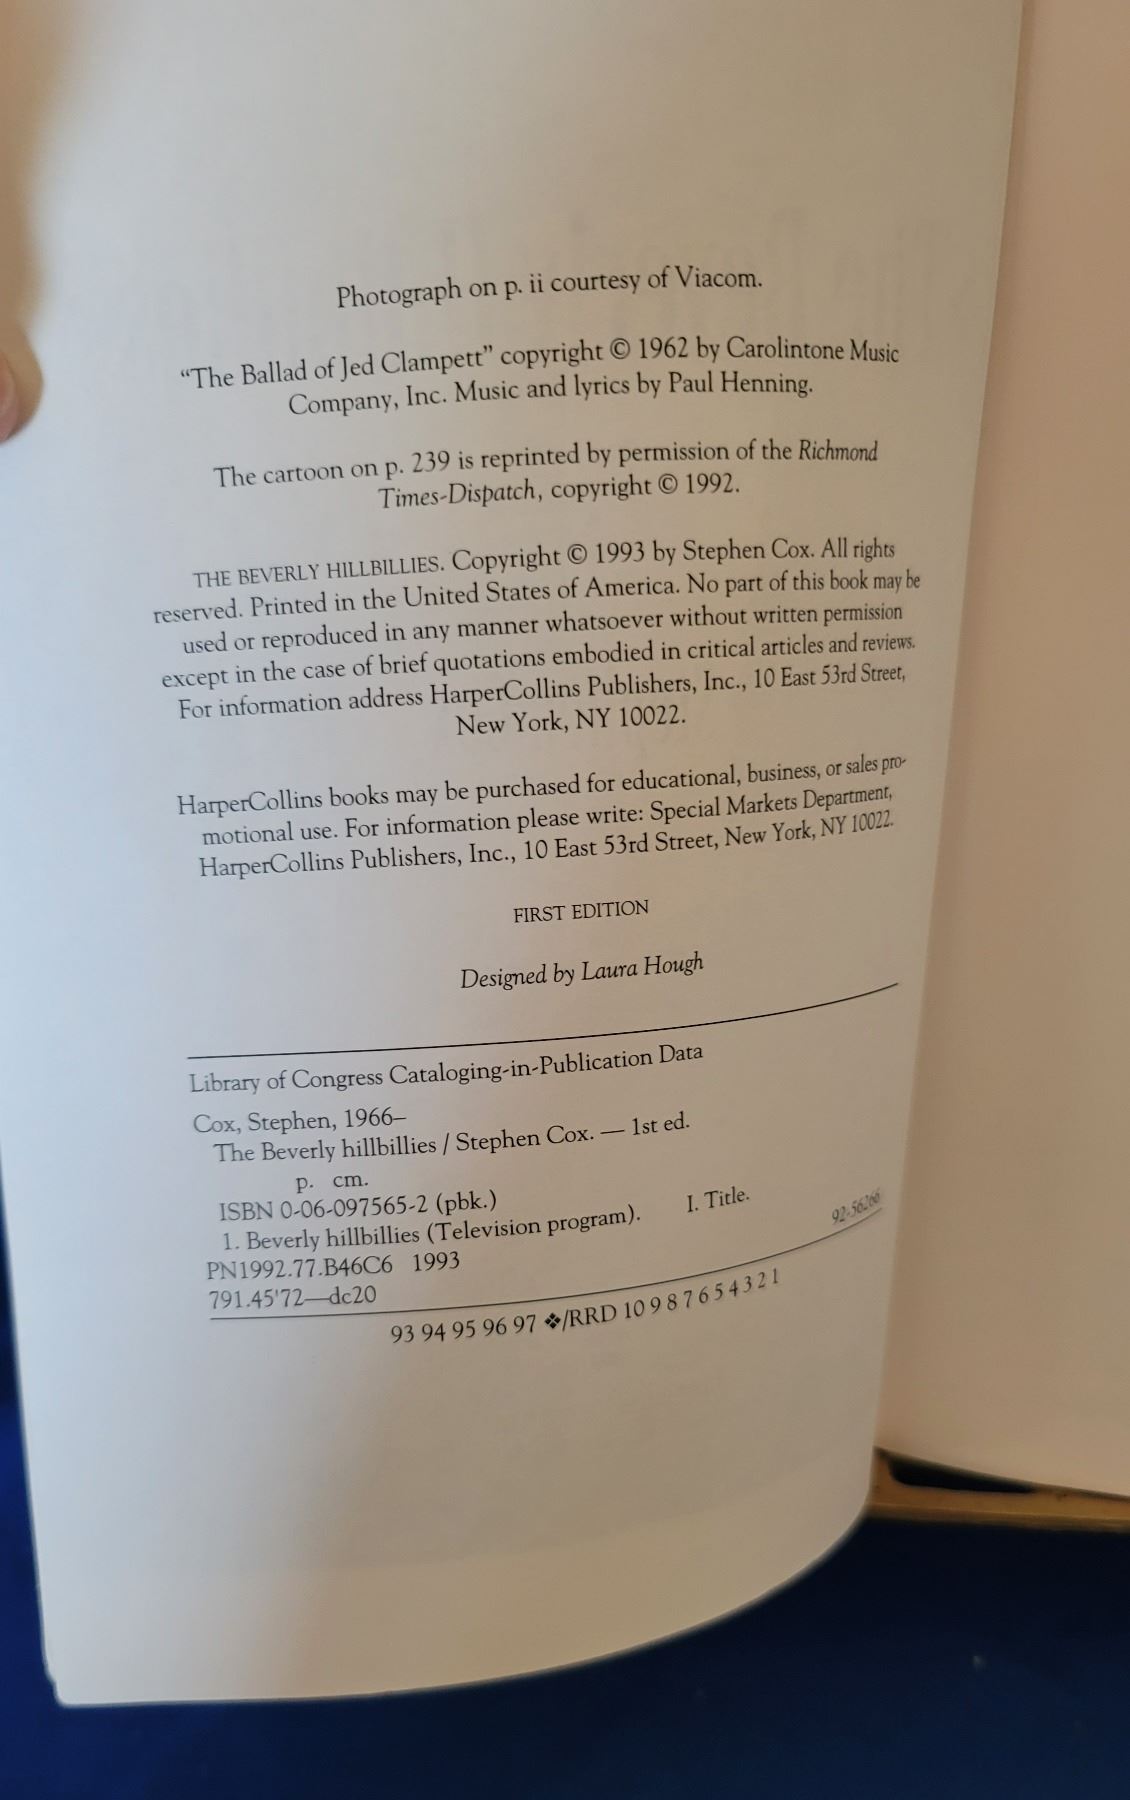 Photograph on p. ii courtesy of Viacom.
“The Ballad of Jed Clampett” copyright © 1962 by Carolintone Music
Company, Inc. Music and lyrics by Paul Henning.
The cartoon on p. 239 is reprinted by permission of the Richmond
Times-Dispatch, copyright © 1992.
THE BEVERLY HILLBILLIES. Copyright © 1993 by Stephen Cox. All rights
reserved. Printed in the United States of America. No part of this book may be
used or reproduced in any manner whatsoever without written permission
except in the case of brief quotations embodied in critical articles and reviews.
For information address HarperCollins Publishers, Inc., 10 East 53rd Street,
New York, NY 10022.
HarperCollins books may be purchased for educational, business, or sales pro-
motional use. For information please write: Special Markets Department,
HarperCollins Publishers, Inc., 10 East 53rd Street, New York, NY 10022.
FIRST EDITION
Designed by Laura Hough
Library of Congress Cataloging-in-Publication Data
Cox, Stephen, 1966–
The Beverly hillbillies / Stephen Cox. — 1st ed.
p. cm.
ISBN 0-06-097565-2 (pbk.)
1. Beverly hillbillies (Television program). I. Title.
PN1992.77.B46C6 1993
791.45'72—dc20 92-56266
93 94 95 96 97 ❖/RRD 10 9 8 7 6 5 4 3 2 1